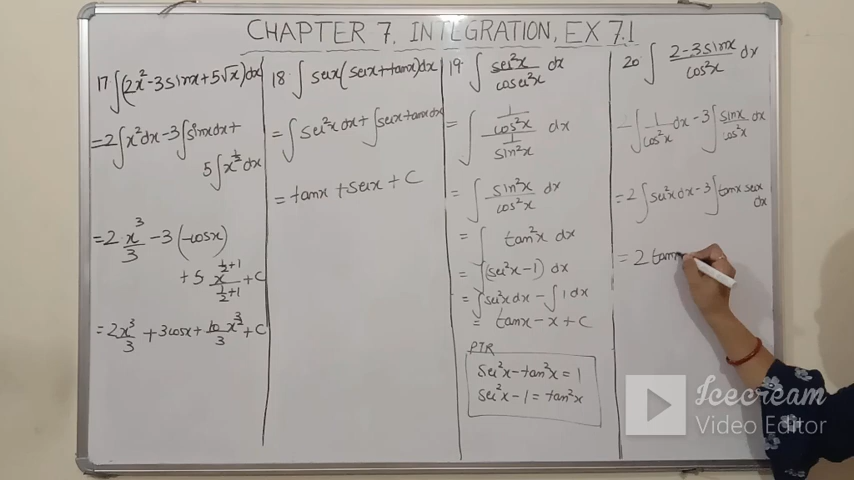 CHAPTER 7. INTEGRATION, EX 7.1
17 ∫(2x² - 3 sinx + 5√x)dx
= 2∫x²dx - 3∫sinx dx +
5∫x^½ dx
= 2 x³/3 - 3(-cosx)
+ 5 x^(½+1)/(½+1) + C
= 2x³/3 + 3cosx + 10/3 x^(3/2) + C
18. ∫ secx(secx+tanx)dx
= ∫sec²x dx + ∫secx tanx dx
= tanx + secx + C
19. ∫ sec²x/cosec²x dx
= ∫ (1/cos²x)/(1/sin²x) dx
= ∫ sin²x/cos²x dx
= ∫ tan²x dx
= ∫(sec²x-1) dx
= ∫sec²x dx - ∫1 dx
= tanx - x + C
PTR
sec²x - tan²x = 1
sec²x - 1 = tan²x
20 ∫ (2-3sinx)/cos²x dx
∫ 1/cos²x dx - 3∫ sinx/cos²x dx
= 2∫sec²x dx - 3∫tanx secx
dx
= 2 tan
Icecream
Video Editor